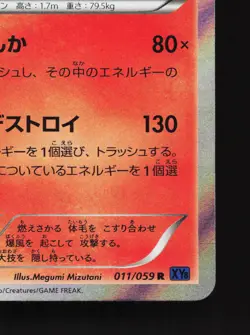 ン 高さ：1.7m 重さ：79.5kg
んか 80×
シュし、その中のエネルギーの
デストロイ 130
ギーを1個選び、トラッシュする。
についているエネルギーを1個
燃えさかる 体毛を こすり合わせ
爆風を 起こして 攻撃する。
大技を 隠し持っている。
Illus.Megumi Mizutani 011/059 R XY8
o/Creatures/GAME FREAK.